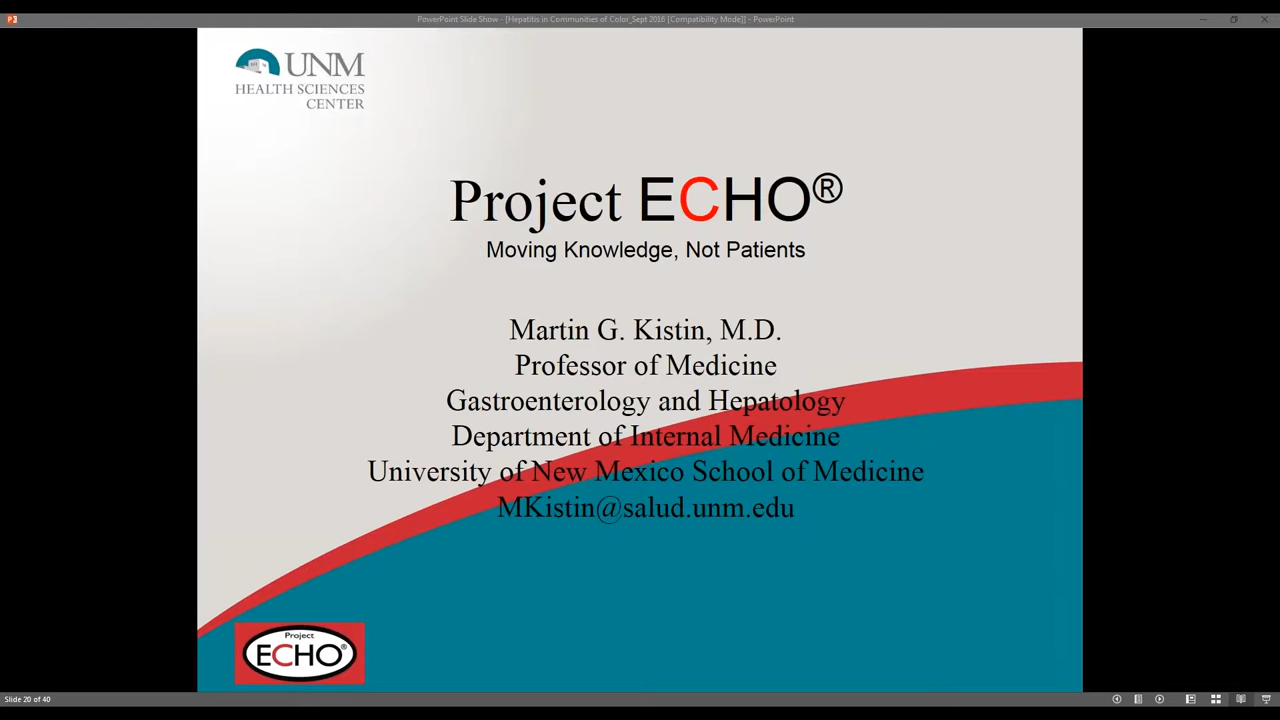 PowerPoint Slide Show - [Hepatitis in Communities of Color_Sept 2016 [Compatibility Mode]] - PowerPoint
UNM
HEALTH SCIENCES
CENTER
Project ECHO®
Moving Knowledge, Not Patients
Martin G. Kistin, M.D.
Professor of Medicine
Gastroenterology and Hepatology
Department of Internal Medicine
University of New Mexico School of Medicine
MKistin@salud.unm.edu
Project
ECHO®
Slide 20 of 40